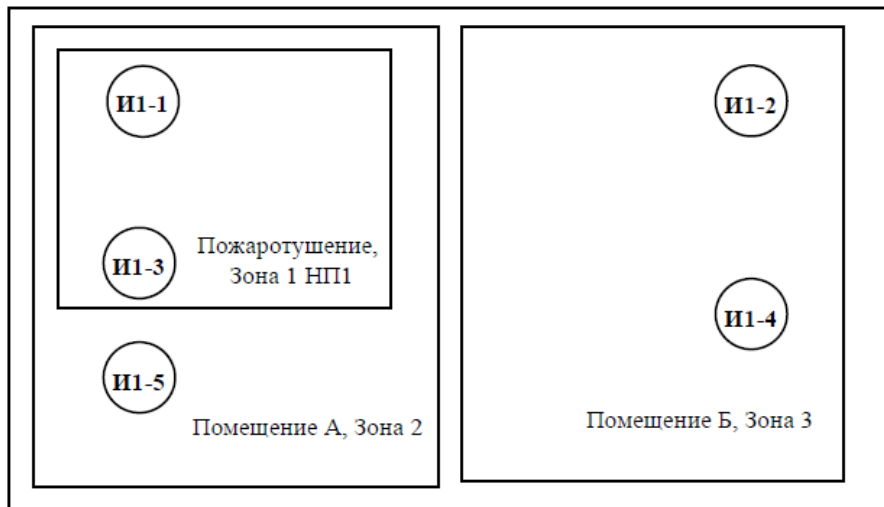 И1-1
И1-3
Пожаротушение,
Зона 1 НП1
И1-5
Помещение А, Зона 2
И1-2
И1-4
Помещение Б, Зона 3